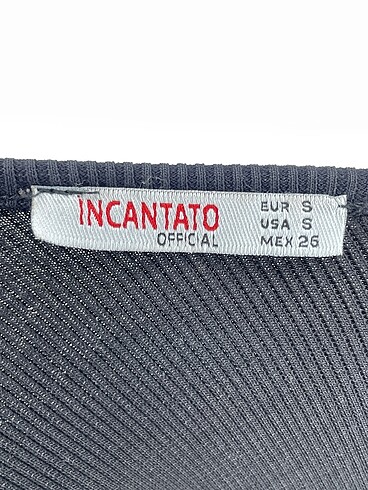 INCANTATO
OFFICIAL
EUR S
USA S
MEX 26